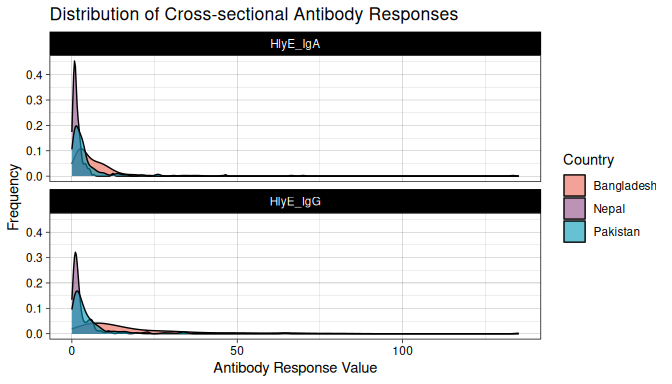 Distribution of Cross-sectional Antibody Responses
HlyE_IgA
0.4
0.3
0.2
0.1
0.0
HlyE_IgG
0.4
0.3
0.2
0.1
0.0
Frequency
0 50 100
Antibody Response Value
Country
Bangladesh
Nepal
Pakistan